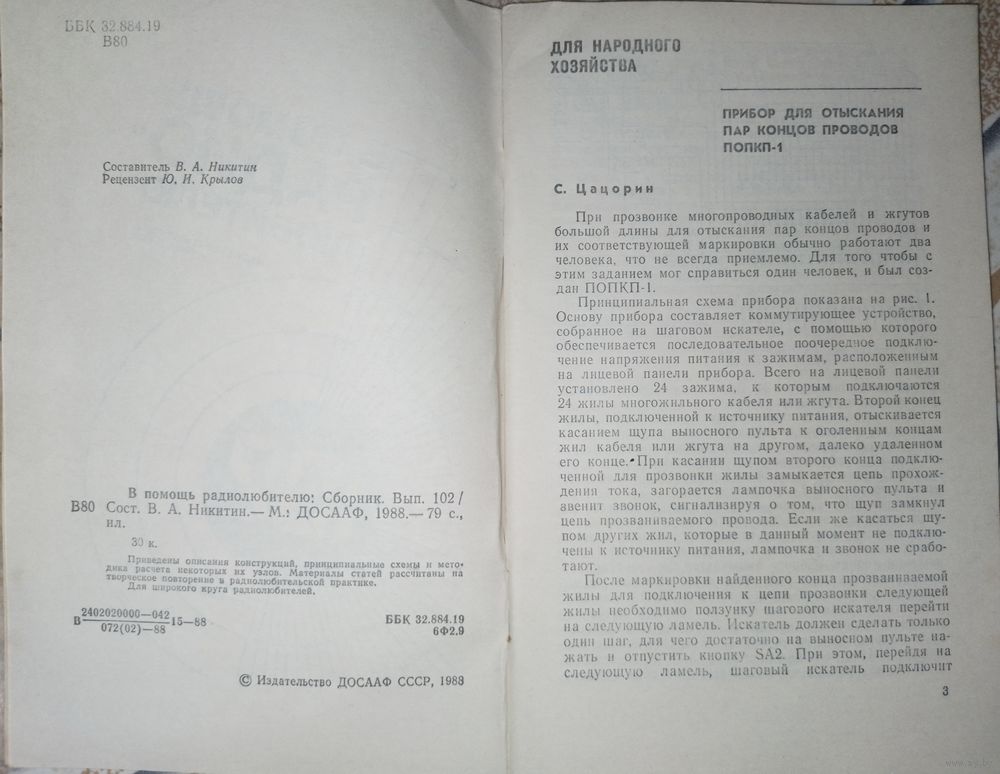 ББК 32.884.19
В80
Составитель В. А. Никитин
Рецензент Ю. И. Крылов
В помощь радиолюбителю: Сборник. Вып. 102/
В80 Сост. В. А. Никитин.— М.: ДОСААФ, 1988.— 79 с.,
ил.
30 к.
Приведены описания конструкций, принципиальные схемы и мето-
дика расчета некоторых их узлов. Материалы статей рассчитаны на
творческое повторение в радиолюбительской практике.
Для широкого круга радиолюбителей.
В 2402020000—042
072(02)—88 15—88
ББК 32.884.19
6Ф2.9
© Издательство ДОСААФ СССР, 1988
ДЛЯ НАРОДНОГО
ХОЗЯЙСТВА
ПРИБОР ДЛЯ ОТЫСКАНИЯ
ПАР КОНЦОВ ПРОВОДОВ
ПОПКП-1
С. Цацорин
При прозвонке многопроводных кабелей и жгутов
большой длины для отыскания пар концов проводов и
их соответствующей маркировки обычно работают два
человека, что не всегда приемлемо. Для того чтобы с
этим заданием мог справиться один человек, и был соз-
дан ПОПКП-1.
Принципиальная схема прибора показана на рис. 1.
Основу прибора составляет коммутирующее устройство,
собранное на шаговом искателе, с помощью которого
обеспечивается последовательное поочередное подклю-
чение напряжения питания к зажимам, расположенным
на лицевой панели прибора. Всего на лицевой панели
установлено 24 зажима, к которым подключаются
24 жилы многожильного кабеля или жгута. Второй конец
жилы, подключенной к источнику питания, отыскивается
касанием щупа выносного пульта к оголенным концам
жил кабеля или жгута на другом, далеко удаленном
его конце. При касании щупом второго конца подклю-
ченной для прозвонки жилы замыкается цепь прохож-
дения тока, загорается лампочка выносного пульта и
звенит звонок, сигнализируя о том, что щуп замкнул
цепь прозваниваемого провода. Если же касаться щу-
пом других жил, которые в данный момент не подклю-
чены к источнику питания, лампочка и звонок не срабо-
тают.
После маркировки найденного конца прозваниваемой
жилы для подключения к цепи прозвонки следующей
жилы необходимо ползунку шагового искателя перейти
на следующую ламель. Искатель должен сделать только
один шаг, для чего достаточно на выносном пульте на-
жать и отпустить кнопку SA2. При этом, перейдя на
следующую ламель, шаговый искатель подключит
3